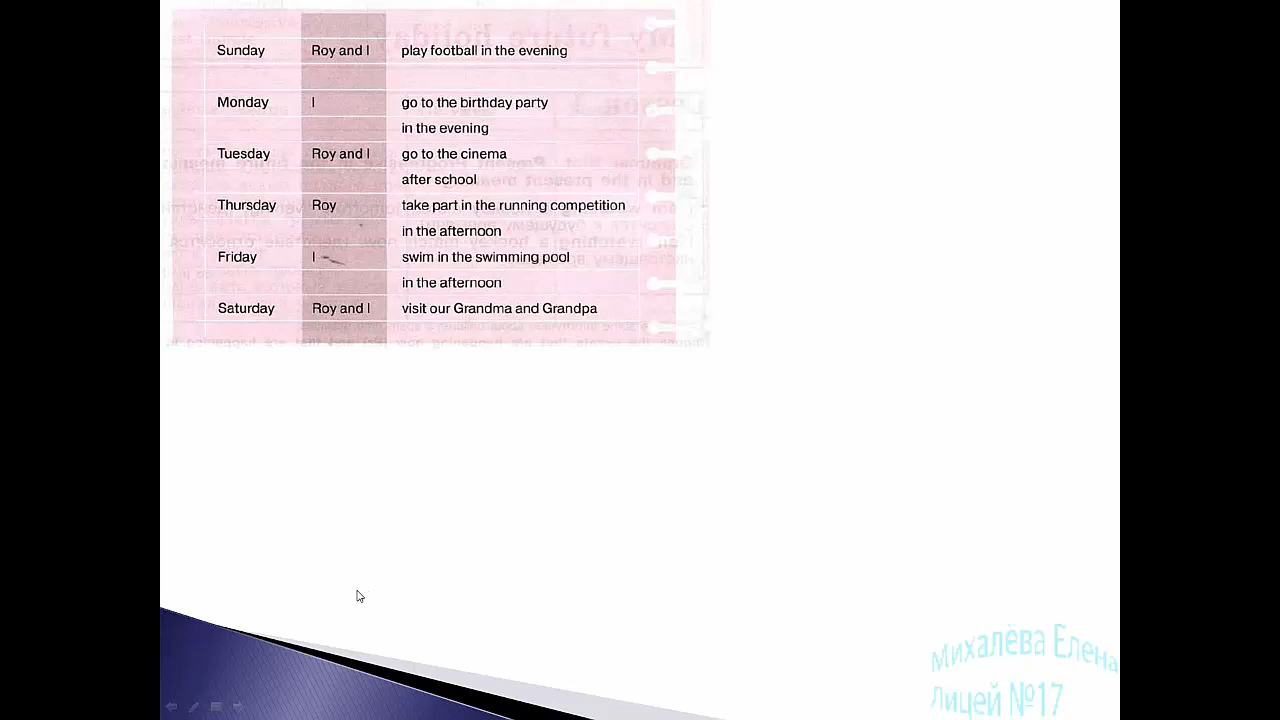 Sunday Roy and I play football in the evening
Monday I go to the birthday party
in the evening
Tuesday Roy and I go to the cinema
after school
Thursday Roy take part in the running competition
in the afternoon
Friday I swim in the swimming pool
in the afternoon
Saturday Roy and I visit our Grandma and Grandpa
Михалёва Елена
Лицей №17